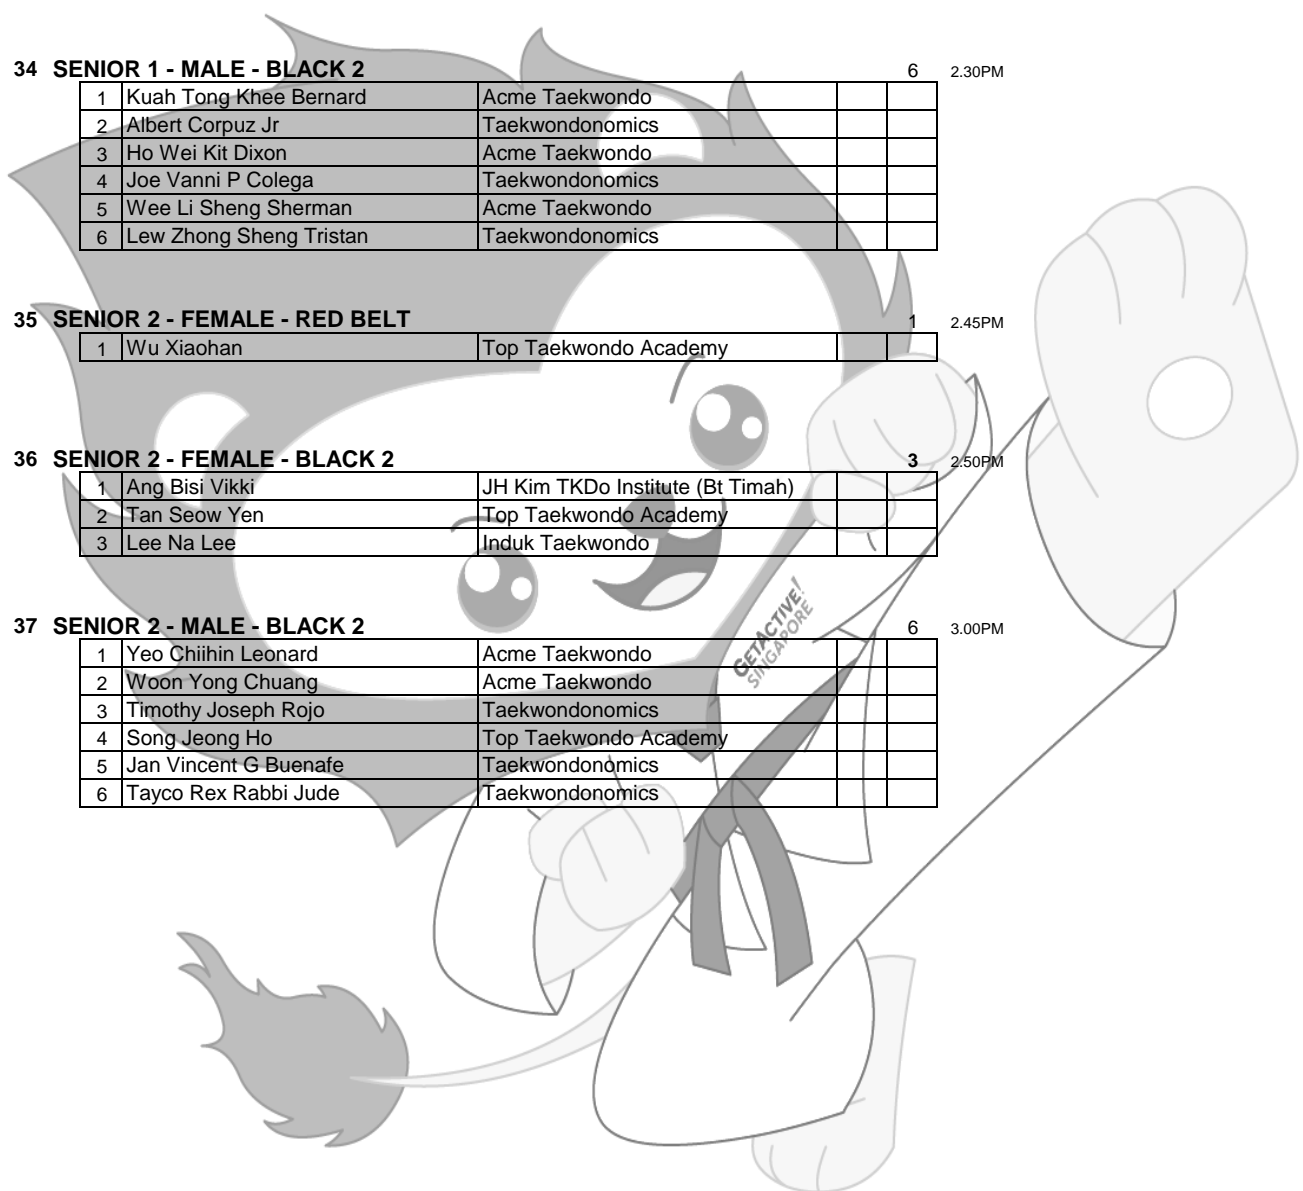 34 SENIOR 1 - MALE - BLACK 2 6 2.30PM
1 Kuah Tong Khee Bernard Acme Taekwondo
2 Albert Corpuz Jr Taekwondonomics
3 Ho Wei Kit Dixon Acme Taekwondo
4 Joe Vanni P Colega Taekwondonomics
5 Wee Li Sheng Sherman Acme Taekwondo
6 Lew Zhong Sheng Tristan Taekwondonomics
35 SENIOR 2 - FEMALE - RED BELT 1 2.45PM
1 Wu Xiaohan Top Taekwondo Academy
36 SENIOR 2 - FEMALE - BLACK 2 3 2.50PM
1 Ang Bisi Vikki JH Kim TKDo Institute (Bt Timah)
2 Tan Seow Yen Top Taekwondo Academy
3 Lee Na Lee Induk Taekwondo
GETACTIVE!
SINGAPORE
37 SENIOR 2 - MALE - BLACK 2 6 3.00PM
1 Yeo Chiihin Leonard Acme Taekwondo
2 Woon Yong Chuang Acme Taekwondo
3 Timothy Joseph Rojo Taekwondonomics
4 Song Jeong Ho Top Taekwondo Academy
5 Jan Vincent G Buenafe Taekwondonomics
6 Tayco Rex Rabbi Jude Taekwondonomics